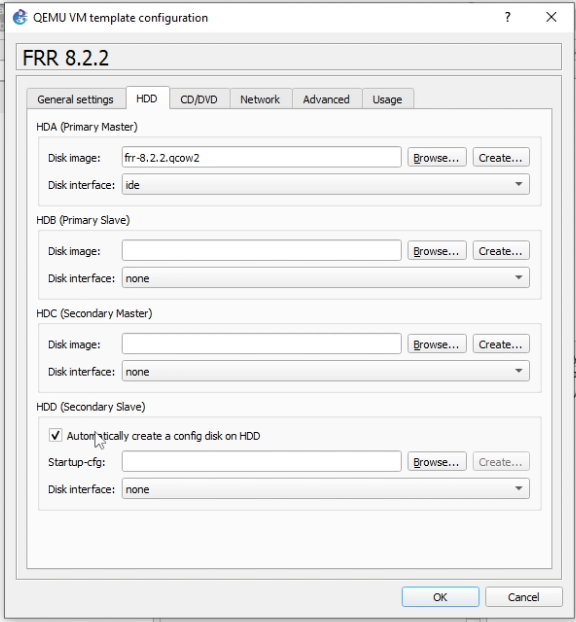 QEMU VM template configuration
FRR 8.2.2
General settings HDD CD/DVD Network Advanced Usage
HDA (Primary Master)
Disk image: frr-8.2.2.qcow2 Browse... Create...
Disk interface: ide
HDB (Primary Slave)
Disk image: Browse... Create...
Disk interface: none
HDC (Secondary Master)
Disk image: Browse... Create...
Disk interface: none
HDD (Secondary Slave)
Automatically create a config disk on HDD
Startup-cfg: Browse... Create...
Disk interface: none
OK Cancel